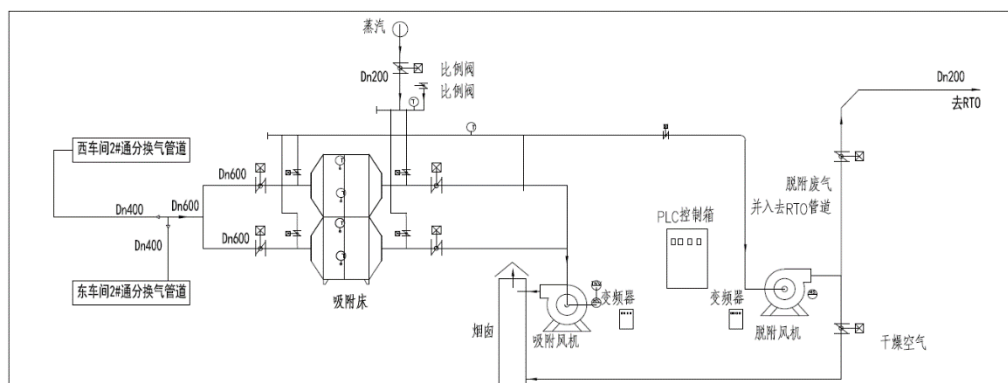 蒸汽
Dn200
比例阀
比例阀
T
Dn200
去RTO
西车间2#通分换气管道
Dn600
Dn400
Dn600
Dn400
Dn600
东车间2#通分换气管道
吸附床
脱附废气
并入去RTO管道
PLC控制箱
烟囱
吸附风机
变频器
变频器
脱附风机
干燥空气